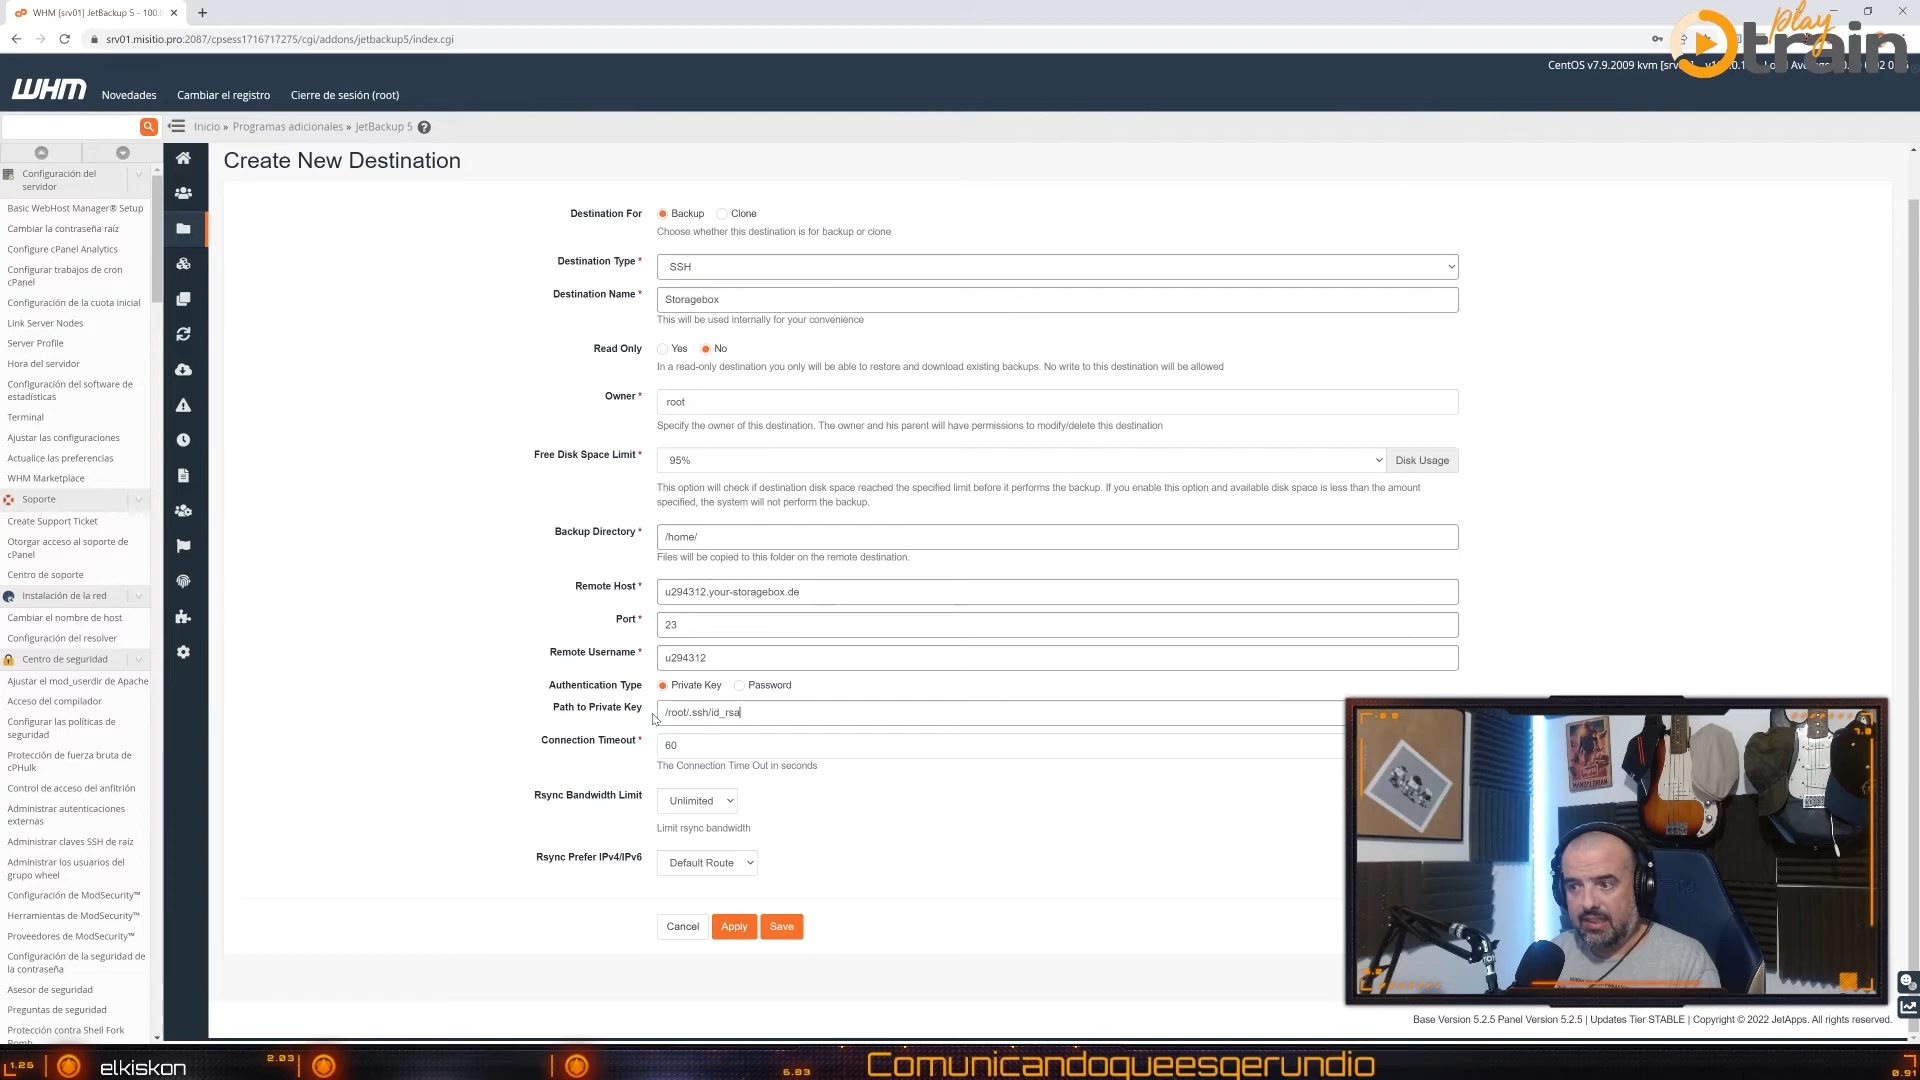 WHM [srv01] JetBackup 5 - 100.
srv01.misitio.pro:2087/cpsess1716717275/cgi/addons/jetbackup5/index.cgi
play
train
CentOS v7.9.2009 kvm
WHM
Novedades
Cambiar el registro
Cierre de sesión (root)
Inicio » Programas adicionales » JetBackup 5
Configuración del
servidor
Basic WebHost Manager® Setup
Cambiar la contraseña raíz
Configure cPanel Analytics
Configurar trabajos de cron
cPanel
Configuración de la cuota inicial
Link Server Nodes
Server Profile
Hora del servidor
Configuración del software de
estadísticas
Terminal
Ajustar las configuraciones
Actualice las preferencias
WHM Marketplace
Soporte
Create Support Ticket
Otorgar acceso al soporte de
cPanel
Centro de soporte
Instalación de la red
Cambiar el nombre de host
Configuración del resolver
Centro de seguridad
Ajustar el mod_userdir de Apache
Acceso del compilador
Configurar las políticas de
seguridad
Protección de fuerza bruta de
cPHulk
Control de acceso del anfitrión
Administrar autenticaciones
externas
Administrar claves SSH de raíz
Administrar los usuarios del
grupo wheel
Configuración de ModSecurity™
Herramientas de ModSecurity™
Proveedores de ModSecurity™
Configuración de la seguridad de
la contraseña
Asesor de seguridad
Preguntas de seguridad
Protección contra Shell Fork
Bomb
Create New Destination
Destination For
Backup
Clone
Choose whether this destination is for backup or clone
Destination Type *
SSH
Destination Name *
Storagebox
This will be used internally for your convenience
Read Only
Yes
No
In a read-only destination you only will be able to restore and download existing backups. No write to this destination will be allowed
Owner *
root
Specify the owner of this destination. The owner and his parent will have permissions to modify/delete this destination
Free Disk Space Limit *
95%
Disk Usage
This option will check if destination disk space reached the specified limit before it performs the backup. If you enable this option and available disk space is less than the amount
specified, the system will not perform the backup.
Backup Directory *
/home/
Files will be copied to this folder on the remote destination.
Remote Host *
u294312.your-storagebox.de
Port *
23
Remote Username *
u294312
Authentication Type
Private Key
Password
Path to Private Key
/root/.ssh/id_rsa
Connection Timeout *
60
The Connection Time Out in seconds
Rsync Bandwidth Limit
Unlimited
Limit rsync bandwidth
Rsync Prefer IPv4/IPv6
Default Route
Cancel
Apply
Save
Base Version 5.2.5 Panel Version 5.2.5 | Updates Tier STABLE | Copyright © 2022 JetApps. All rights reserved.
1.26
elkiskon
2.03
6.83
Comunicandoqueesgerundio
0.91